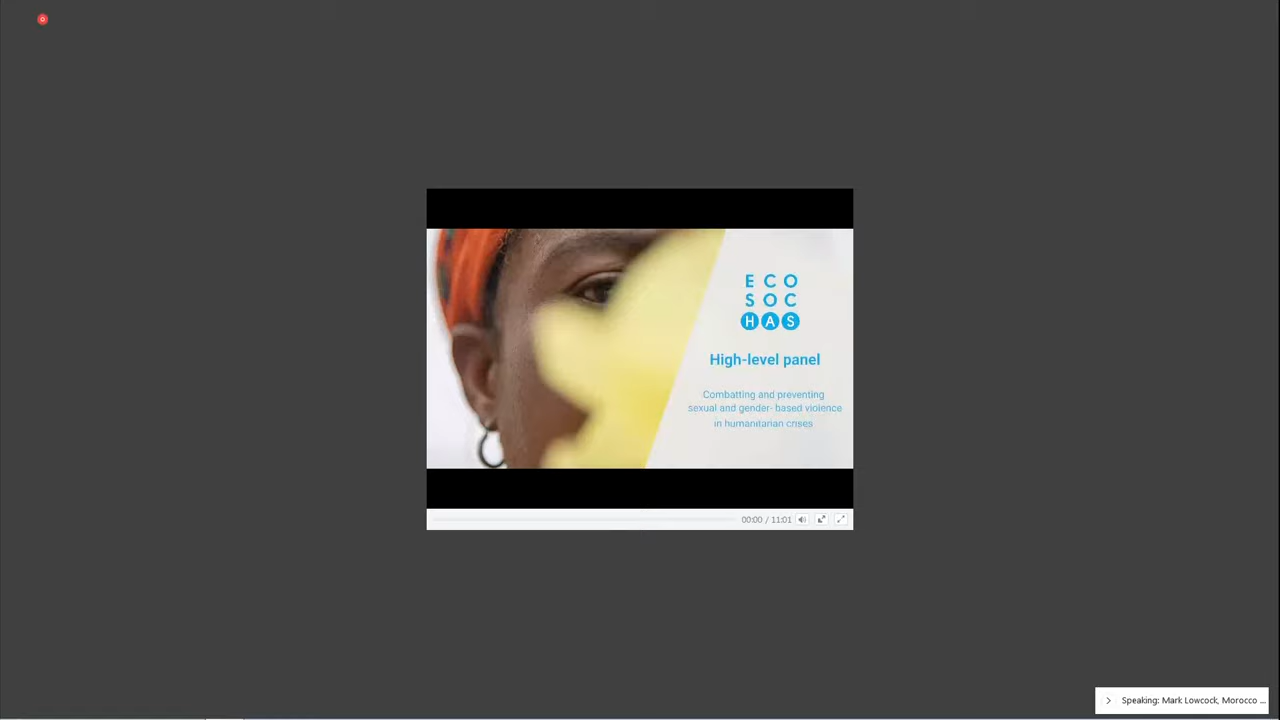 E C O
S O C
H A S
High-level panel
Combatting and preventing
sexual and gender- based violence
in humanitarian crises
00:00 / 11:01
Speaking: Mark Lowcock, Morocco ...